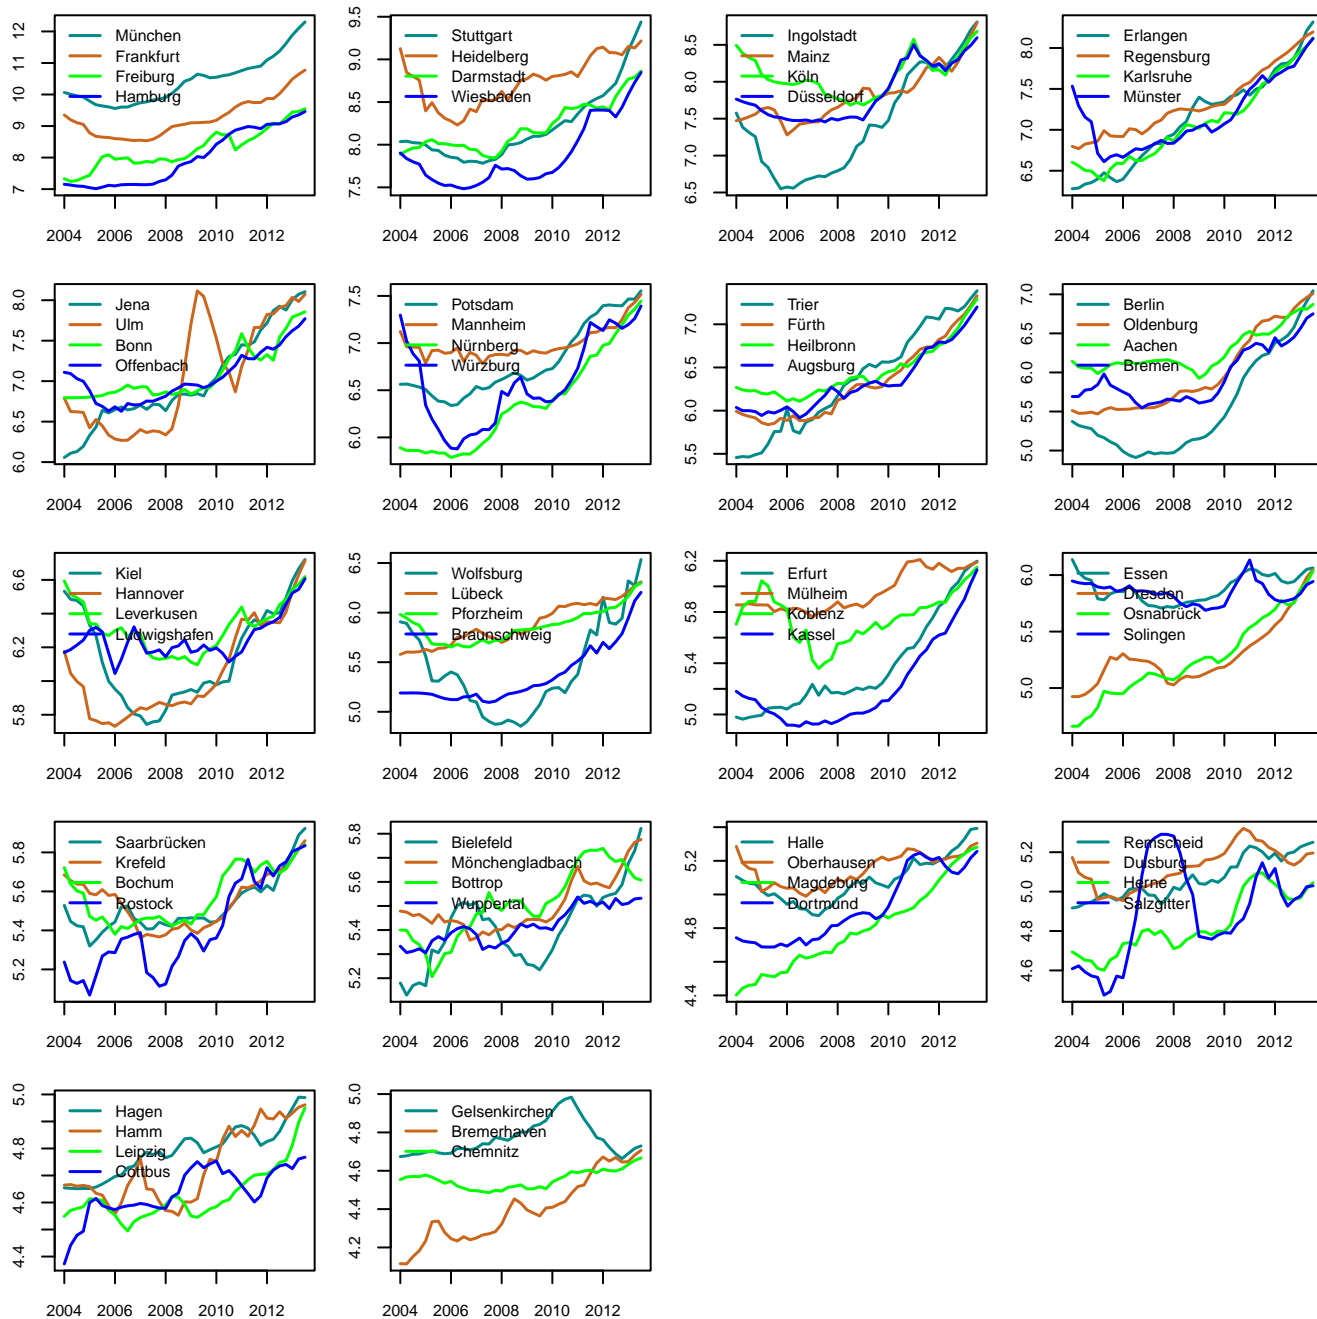 München
Frankfurt
Freiburg
Hamburg
7 8 9 10 11 12
2004 2006 2008 2010 2012
Stuttgart
Heidelberg
Darmstadt
Wiesbaden
7.5 8.0 8.5 9.0 9.5
2004 2006 2008 2010 2012
Ingolstadt
Mainz
Köln
Düsseldorf
6.5 7.0 7.5 8.0 8.5
2004 2006 2008 2010 2012
Erlangen
Regensburg
Karlsruhe
Münster
6.5 7.0 7.5 8.0
2004 2006 2008 2010 2012
Jena
Ulm
Bonn
Offenbach
6.0 6.5 7.0 7.5 8.0
2004 2006 2008 2010 2012
Potsdam
Mannheim
Nürnberg
Würzburg
6.0 6.5 7.0 7.5
2004 2006 2008 2010 2012
Trier
Fürth
Heilbronn
Augsburg
5.5 6.0 6.5 7.0
2004 2006 2008 2010 2012
Berlin
Oldenburg
Aachen
Bremen
5.0 5.5 6.0 6.5 7.0
2004 2006 2008 2010 2012
Kiel
Hannover
Leverkusen
Ludwigshafen
5.8 6.2 6.6
2004 2006 2008 2010 2012
Wolfsburg
Lübeck
Pforzheim
Braunschweig
5.0 5.5 6.0 6.5
2004 2006 2008 2010 2012
Erfurt
Mülheim
Koblenz
Kassel
5.0 5.4 5.8 6.2
2004 2006 2008 2010 2012
Essen
Dresden
Osnabrück
Solingen
5.0 5.5 6.0
2004 2006 2008 2010 2012
Saarbrücken
Krefeld
Bochum
Rostock
5.2 5.4 5.6 5.8
2004 2006 2008 2010 2012
Bielefeld
Mönchengladbach
Bottrop
Wuppertal
5.2 5.4 5.6 5.8
2004 2006 2008 2010 2012
Halle
Oberhausen
Magdeburg
Dortmund
4.4 4.8 5.2
2004 2006 2008 2010 2012
Remscheid
Duisburg
Herne
Salzgitter
4.6 4.8 5.0 5.2
2004 2006 2008 2010 2012
Hagen
Hamm
Leipzig
Cottbus
4.4 4.6 4.8 5.0
2004 2006 2008 2010 2012
Gelsenkirchen
Bremerhaven
Chemnitz
4.2 4.4 4.6 4.8 5.0
2004 2006 2008 2010 2012